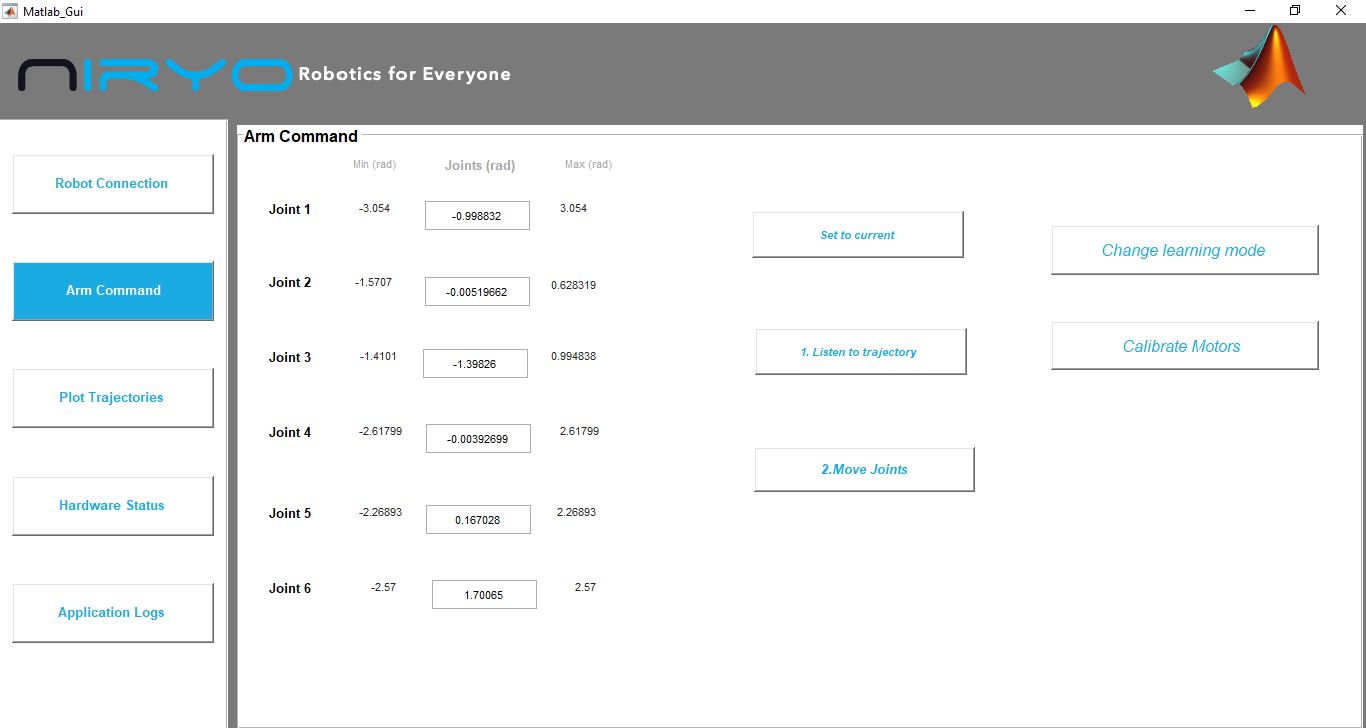 Matlab_Gui
NIRYO Robotics for Everyone
Arm Command
Min (rad) Joints (rad) Max (rad)
Robot Connection
Joint 1 -3.054 -0.998832 3.054
Set to current
Change learning mode
Arm Command
Joint 2 -1.5707 -0.00519662 0.628319
Joint 3 -1.4101 -1.39826 0.994838
1. Listen to trajectory
Calibrate Motors
Plot Trajectories
Joint 4 -2.61799 -0.00392699 2.61799
2.Move Joints
Hardware Status
Joint 5 -2.26893 0.167028 2.26893
Joint 6 -2.57 1.70065 2.57
Application Logs